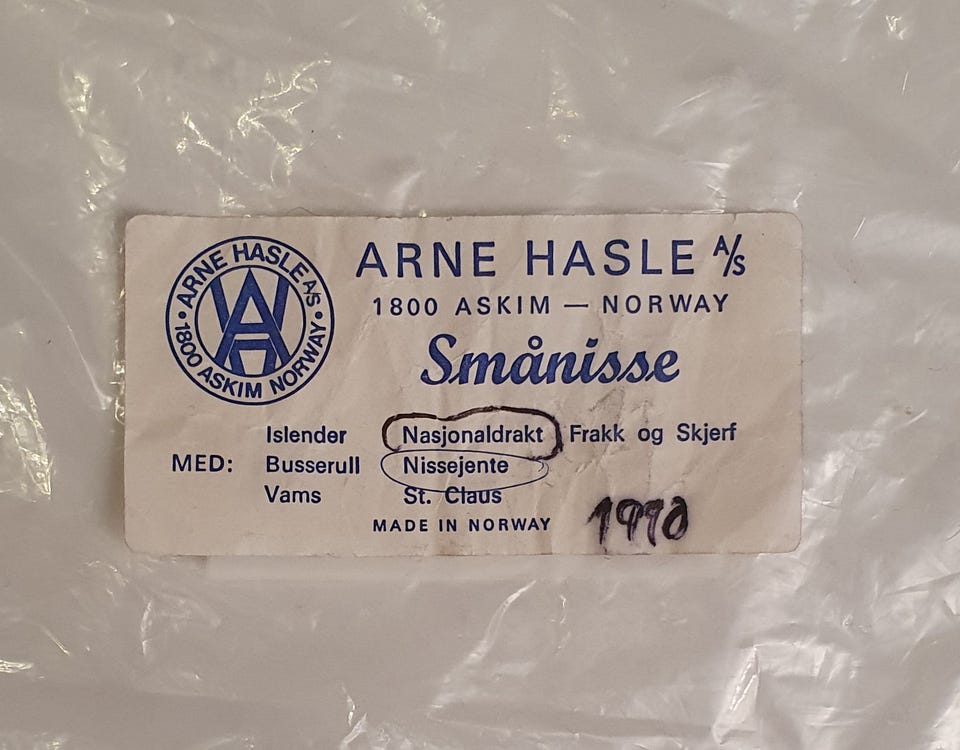 ARNE HASLE A/S
1800 ASKIM NORWAY
ARNE HASLE A/S
1800 ASKIM — NORWAY
Smånisse
MED:
Islender Nasjonaldrakt Frakk og Skjerf
Busserull Nissejente
Vams St. Claus
MADE IN NORWAY
1990